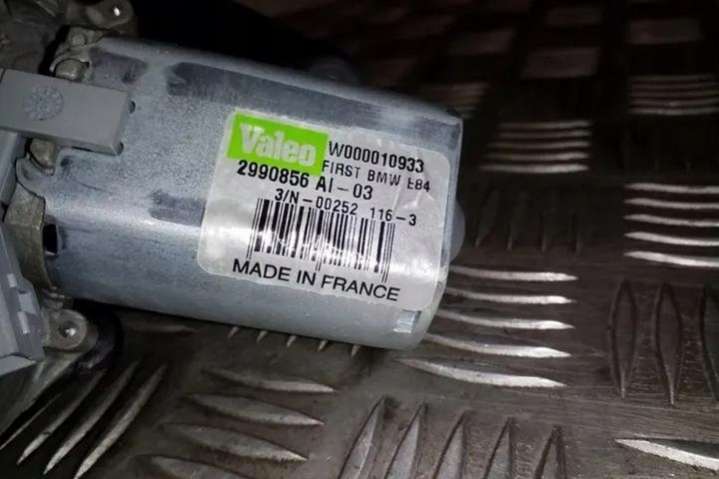 Valeo W000010933
FIRST BMW E84
2990856 AI-03
3/N-00252 116-3
MADE IN FRANCE